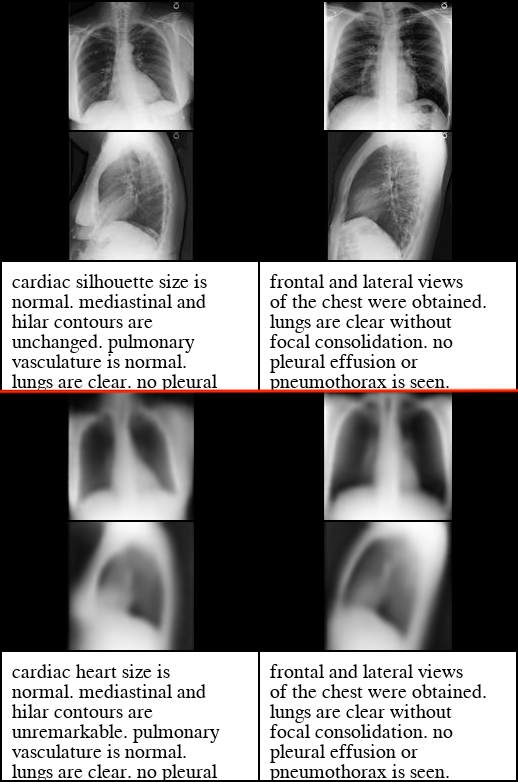 cardiac silhouette size is
normal. mediastinal and
hilar contours are
unchanged. pulmonary
vasculature is normal.
lungs are clear. no pleural
frontal and lateral views
of the chest were obtained.
lungs are clear without
focal consolidation. no
pleural effusion or
pneumothorax is seen.
cardiac heart size is
normal. mediastinal and
hilar contours are
unremarkable. pulmonary
vasculature is normal.
lungs are clear. no pleural
frontal and lateral views
of the chest were obtained.
lungs are clear without
focal consolidation. no
pleural effusion or
pneumothorax is seen.